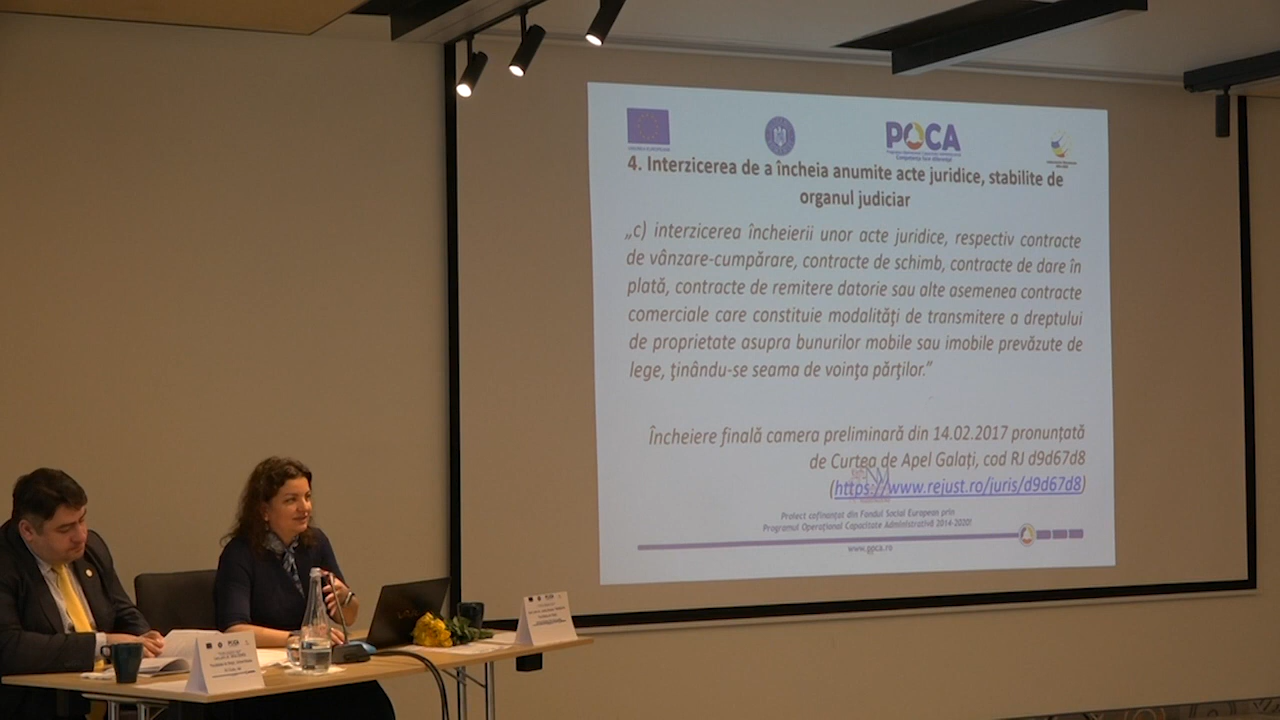 POCA
4. Interzicerea de a încheia anumite acte juridice, stabilite de
organul judiciar
„c) interzicerea încheierii unor acte juridice, respectiv contracte
de vânzare-cumpărare, contracte de schimb, contracte de dare în
plată, contracte de remitere datorie sau alte asemenea contracte
comerciale care constituie modalități de transmitere a dreptului
de proprietate asupra bunurilor mobile sau imobile prevăzute de
lege, ţinându-se seama de voinţa părţilor.”
Încheiere finală camera preliminară din 14.02.2017 pronunțată
de Curtea de Apel Galați, cod RJ d9d67d8
(https://www.rejust.ro/juris/d9d67d8)
Proiect cofinanțat din Fondul Social European prin
Programul Operațional Capacitate Administrativă 2014-2020!
www.poca.ro